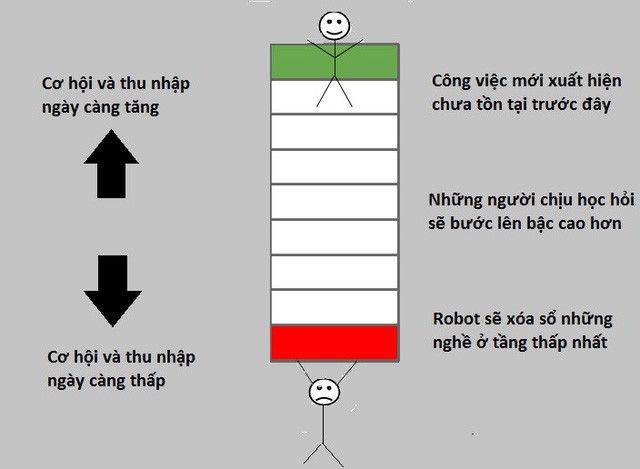 Cơ hội và thu nhập
ngày càng tăng
Công việc mới xuất hiện
chưa tồn tại trước đây
Những người chịu học hỏi
sẽ bước lên bậc cao hơn
Robot sẽ xóa sổ những
nghề ở tầng thấp nhất
Cơ hội và thu nhập
ngày càng thấp